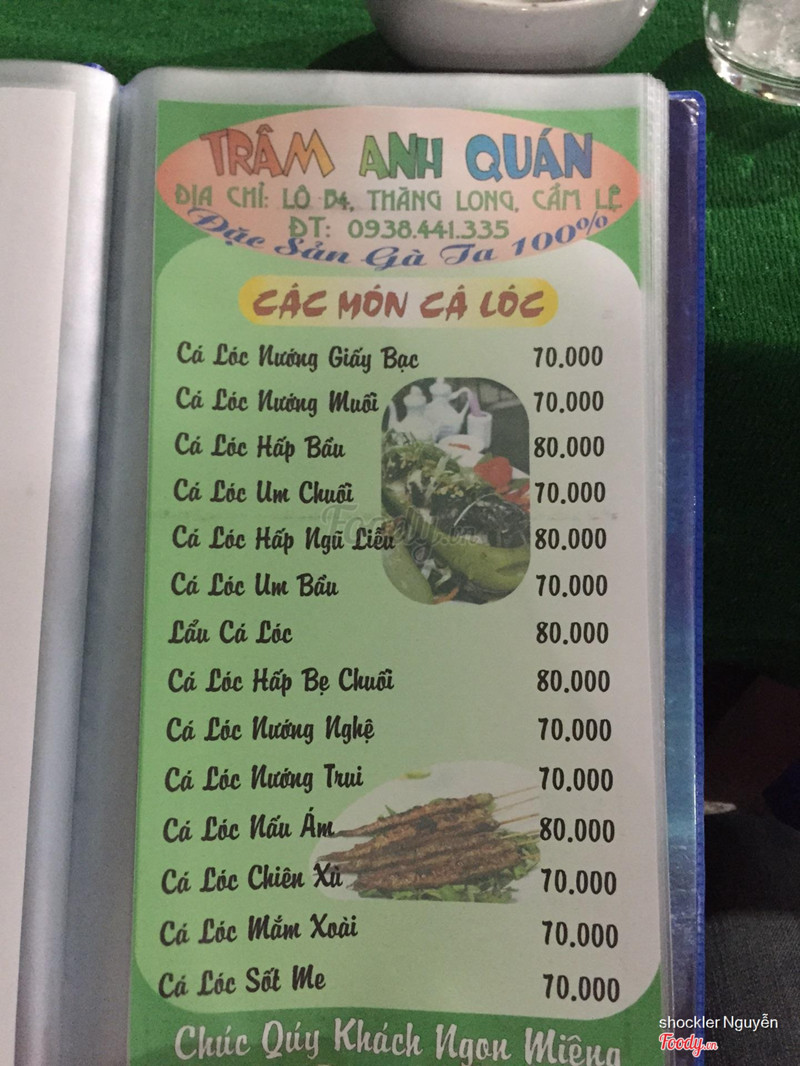 TRÂM ANH QUÁN
ĐỊA CHỈ: LÔ B4, THĂNG LONG, CẨM LỆ
ĐT: 0938.441.335
Đặc Sản Gà Ta 100%
CÁC MÓN CÁ LÓC
Cá Lóc Nướng Giấy Bạc 70.000
Cá Lóc Nướng Muối 70.000
Cá Lóc Hấp Bầu 80.000
Cá Lóc Um Chuối 70.000
Cá Lóc Hấp Ngũ Liễu 80.000
Foody.vn
Cá Lóc Um Bầu 70.000
Lẩu Cá Lóc 80.000
Cá Lóc Hấp Bẹ Chuối 80.000
Cá Lóc Nướng Nghệ 70.000
Cá Lóc Nướng Trui 70.000
Cá Lóc Nấu Ám 80.000
Cá Lóc Chiên Xù 70.000
Cá Lóc Mắm Xoài 70.000
Cá Lóc Sốt Me 70.000
Chúc Qúy Khách Ngon Miệng
shockler Nguyễn
Foody.vn